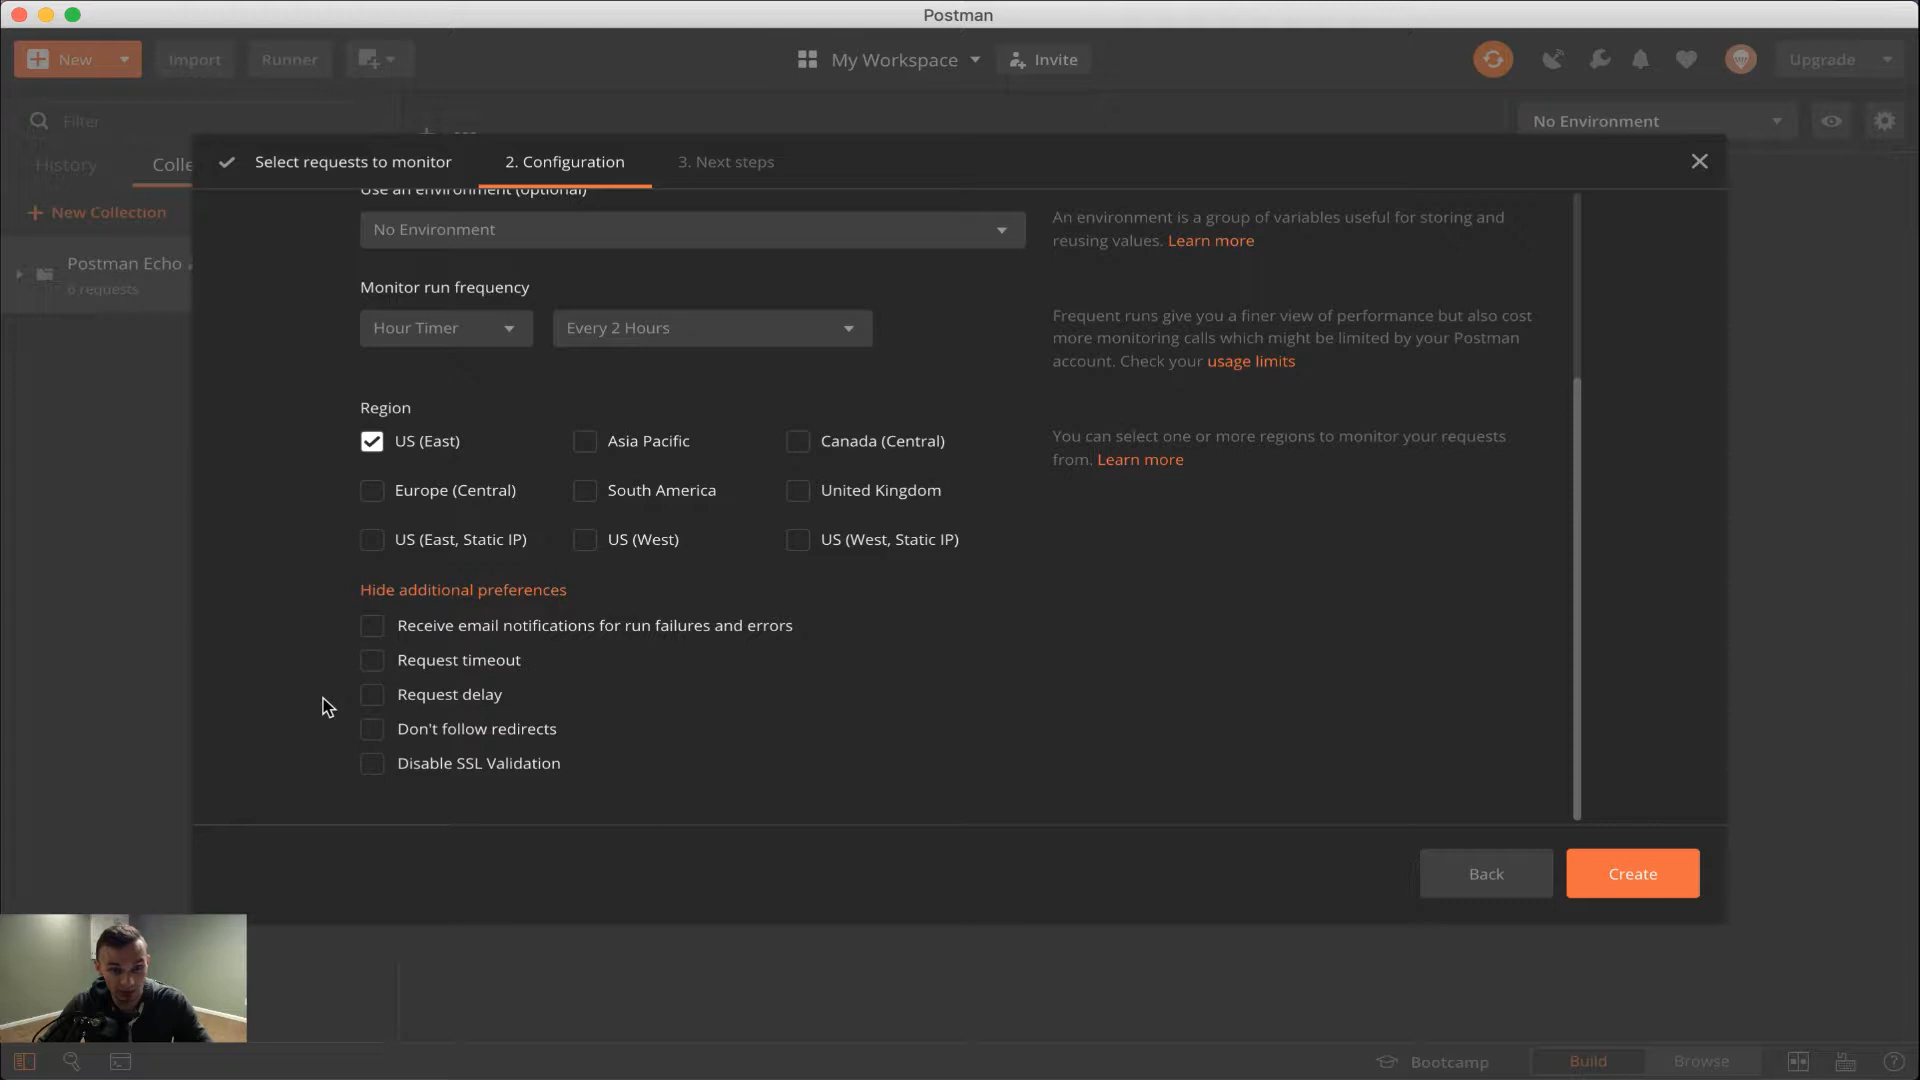 Postman
New
Import
Runner
My Workspace
Invite
Upgrade
Filter
No Environment
History
Colle
Select requests to monitor
2. Configuration
3. Next steps
New Collection
Postman Echo
6 requests
Use an environment (optional)
No Environment
An environment is a group of variables useful for storing and
reusing values. Learn more
Monitor run frequency
Hour Timer
Every 2 Hours
Frequent runs give you a finer view of performance but also cost
more monitoring calls which might be limited by your Postman
account. Check your usage limits
Region
US (East)
Asia Pacific
Canada (Central)
You can select one or more regions to monitor your requests
from. Learn more
Europe (Central)
South America
United Kingdom
US (East, Static IP)
US (West)
US (West, Static IP)
Hide additional preferences
Receive email notifications for run failures and errors
Request timeout
Request delay
Don't follow redirects
Disable SSL Validation
Back
Create
Bootcamp
Build
Browse